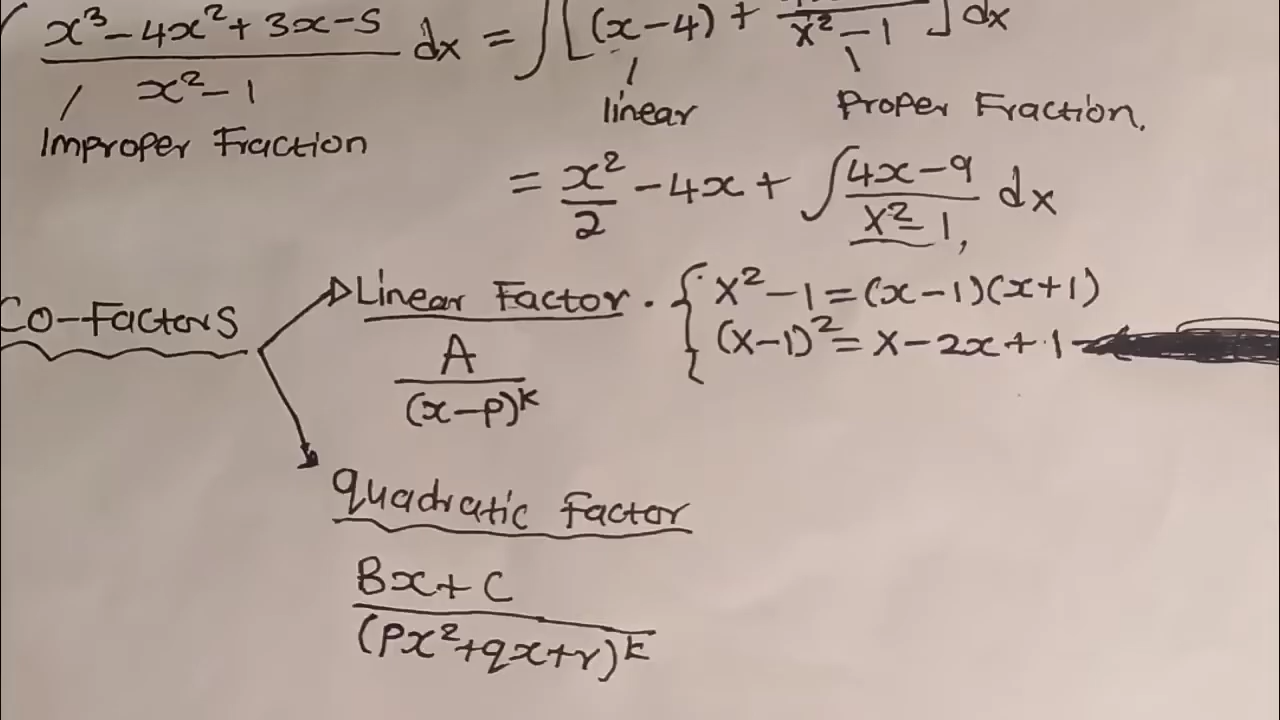 ∫ x³-4x²+3x-5 / x²-1 dx = ∫[(x-4) + / x²-1] dx
Improper Fraction
linear
Proper Fraction.
= x²/2 - 4x + ∫ 4x-9 / x²-1, dx
Co-Factors
Linear Factor. { x²-1 = (x-1)(x+1)
(x-1)² = x-2x+1
A / (x-p)ᵏ
Quadratic Factor
Bx+C / (px²+qx+r)ᵏ